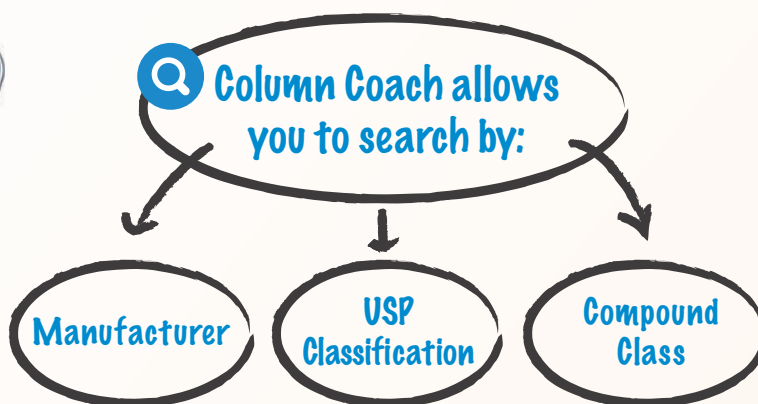 Column Coach allows
you to search by:
Manufacturer
USP
Classification
Compound
Class